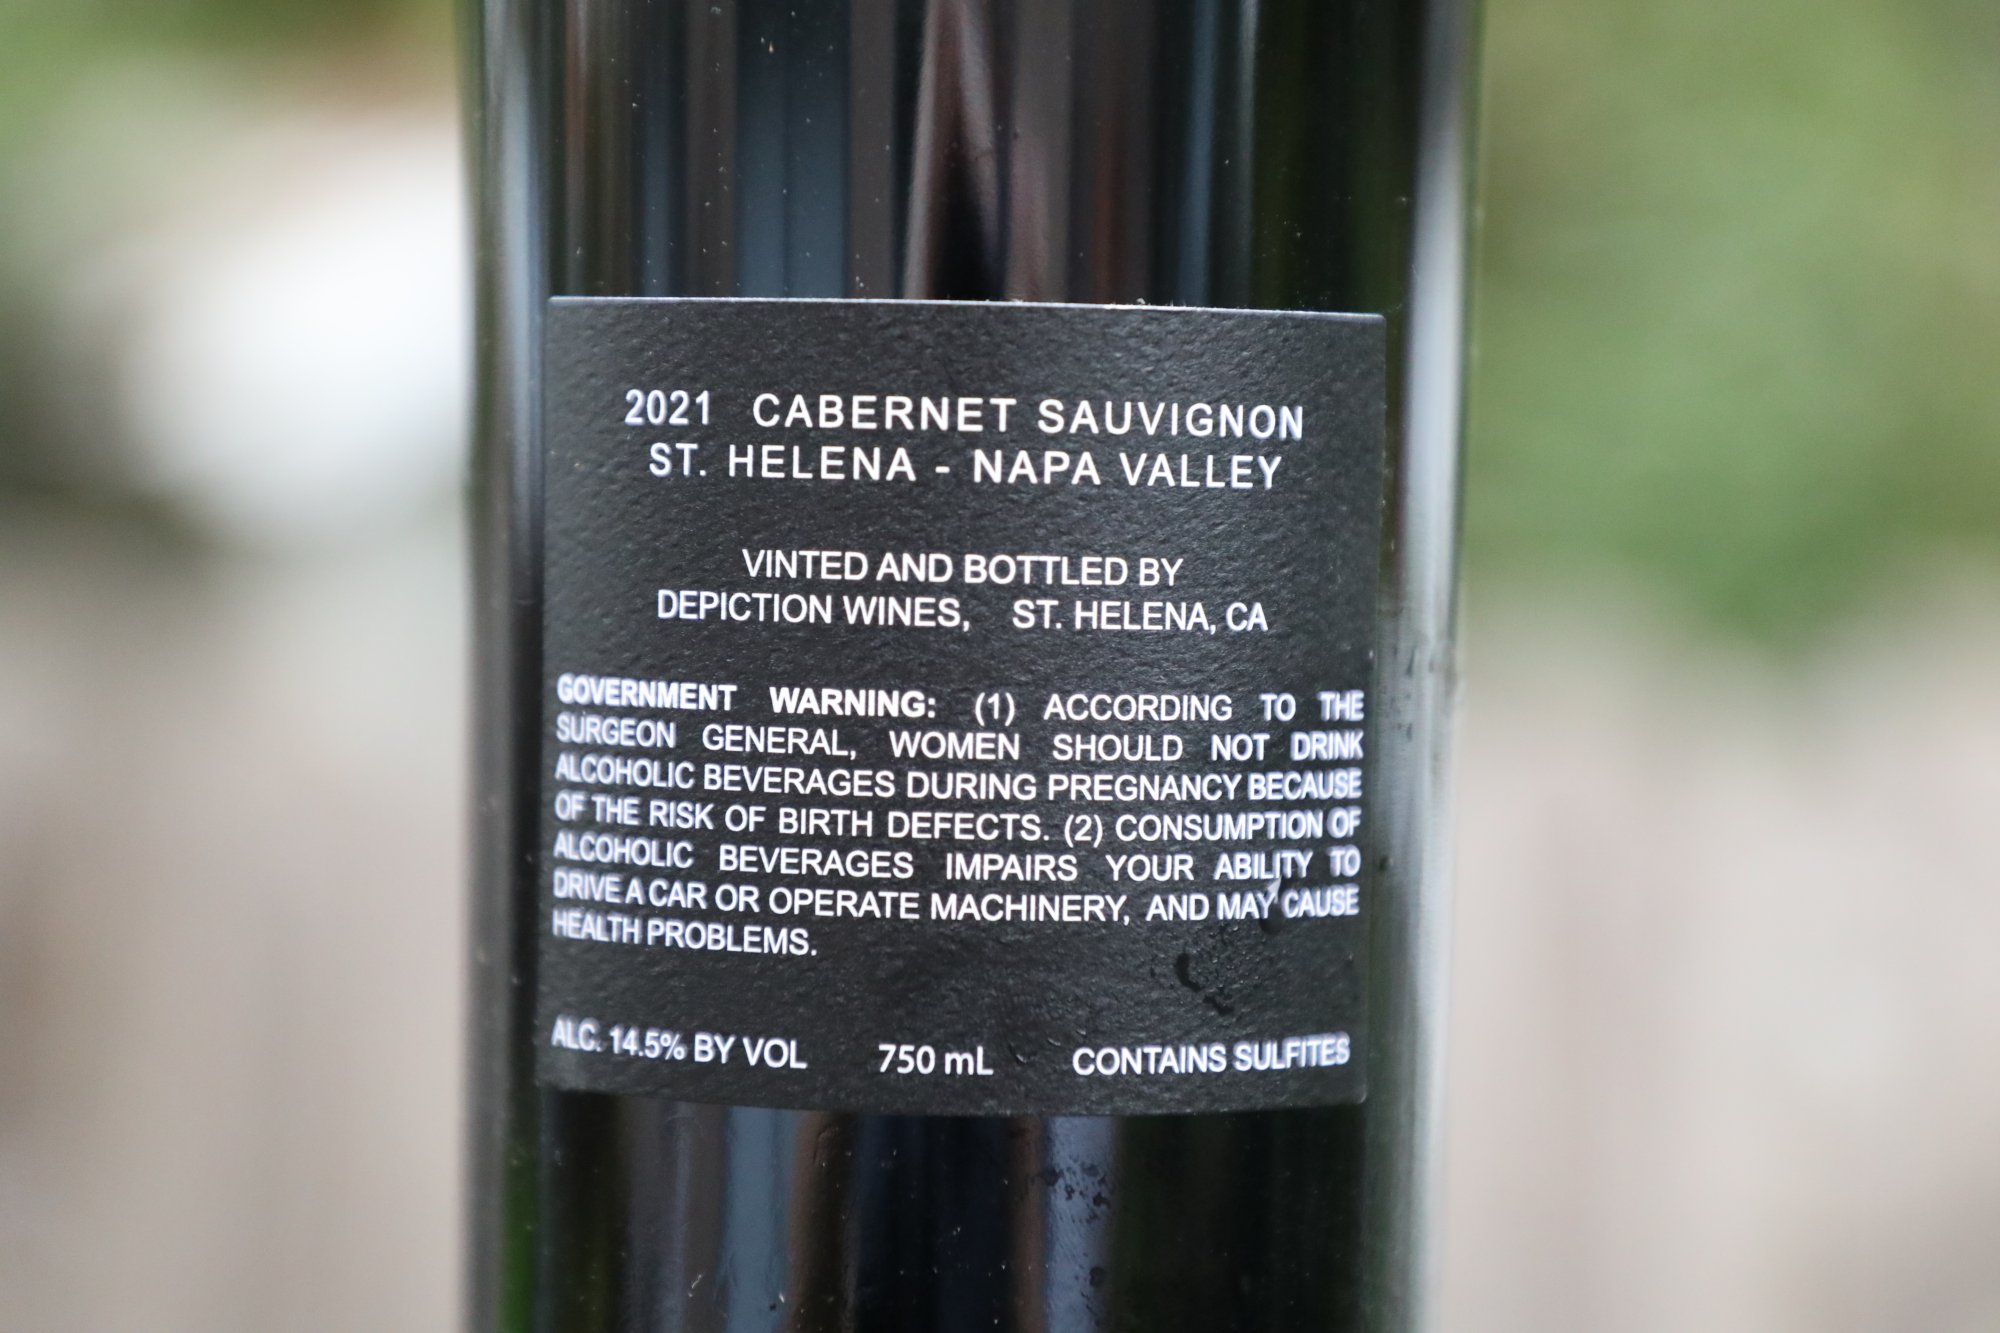 2021 CABERNET SAUVIGNON
ST. HELENA - NAPA VALLEY
VINTED AND BOTTLED BY
DEPICTION WINES, ST. HELENA, CA
GOVERNMENT WARNING: (1) ACCORDING TO THE
SURGEON GENERAL, WOMEN SHOULD NOT DRINK
ALCOHOLIC BEVERAGES DURING PREGNANCY BECAUSE
OF THE RISK OF BIRTH DEFECTS. (2) CONSUMPTION OF
ALCOHOLIC BEVERAGES IMPAIRS YOUR ABILITY TO
DRIVE A CAR OR OPERATE MACHINERY, AND MAY CAUSE
HEALTH PROBLEMS.
ALC. 14.5% BY VOL 750 mL CONTAINS SULFITES